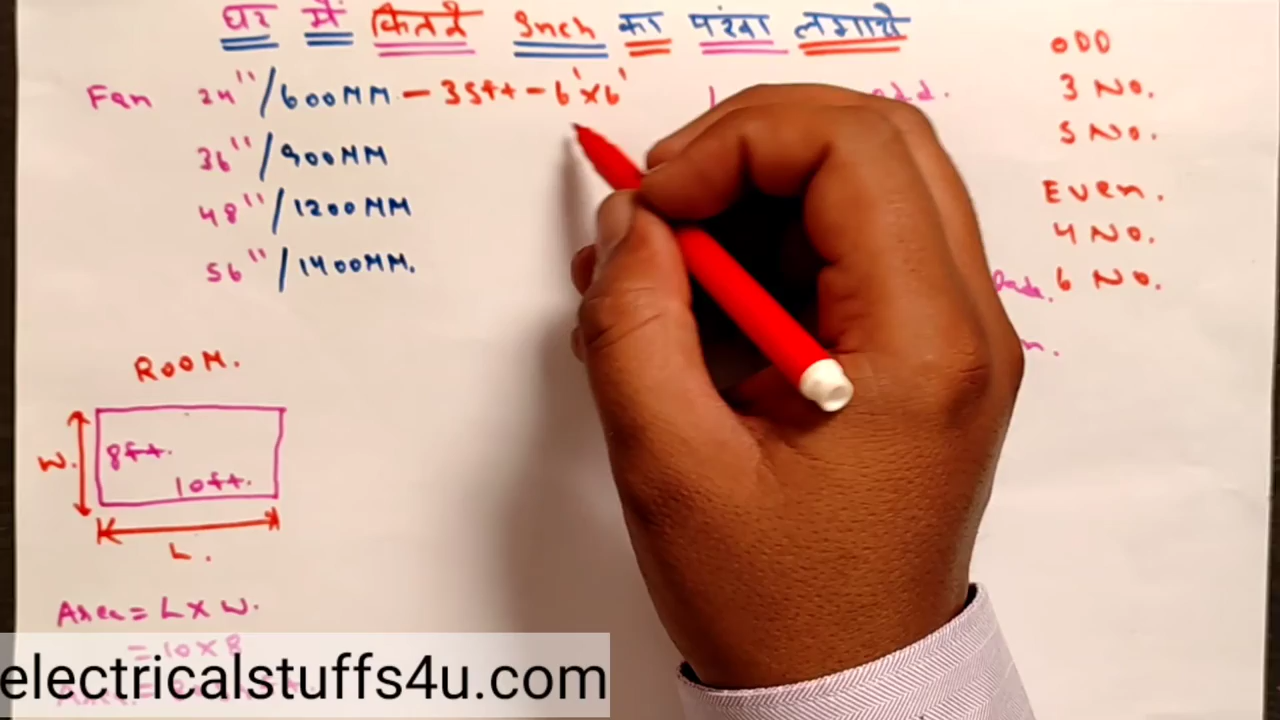 घर में कितने Inch का पंखा लगाये
Fan 24"/600MM - 35ft - 6'x6'
36"/900MM
48"/1200MM
56"/1400MM.
ODD
3 No.
5 No.
Even.
4 No.
6 No.
ROOM.
W.
8ft.
10ft.
L.
Area = L x W.
= 10 x 8
electricalstuffs4u.com